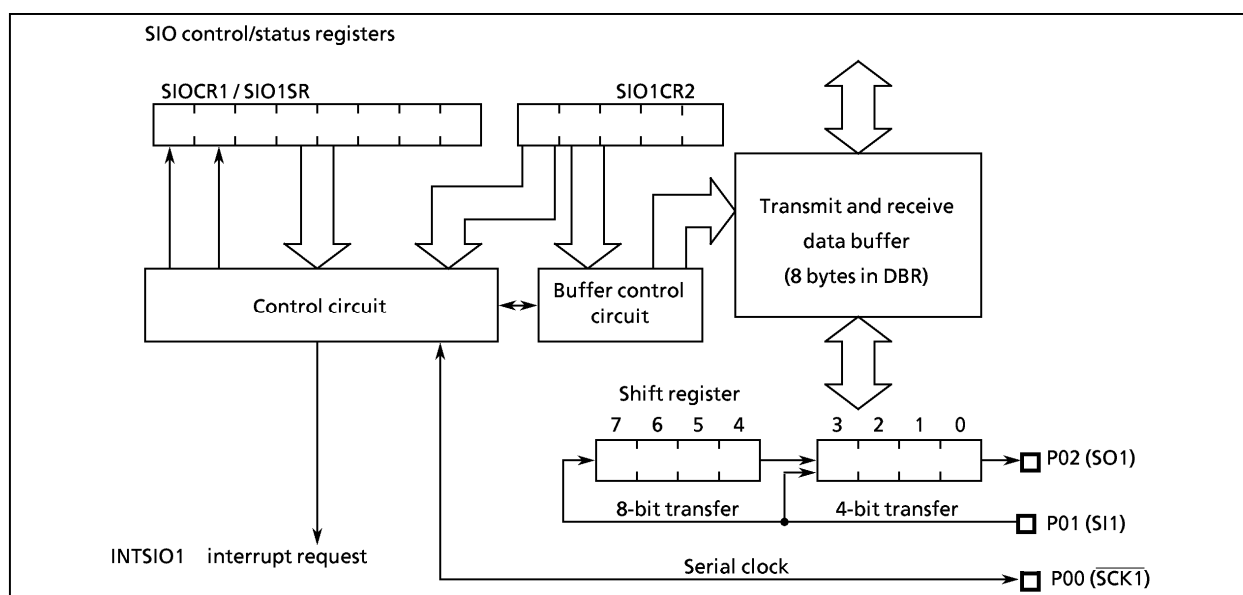 SIO control/status registers
SIOCR1 / SIO1SR
SIO1CR2
Transmit and receive
data buffer
(8 bytes in DBR)
Control circuit
Buffer control
circuit
Shift register
7 6 5 4
3 2 1 0
P02 (SO1)
8-bit transfer
4-bit transfer
P01 (SI1)
INTSIO1 interrupt request
Serial clock
P00 (S̅C̅K̅1̅)